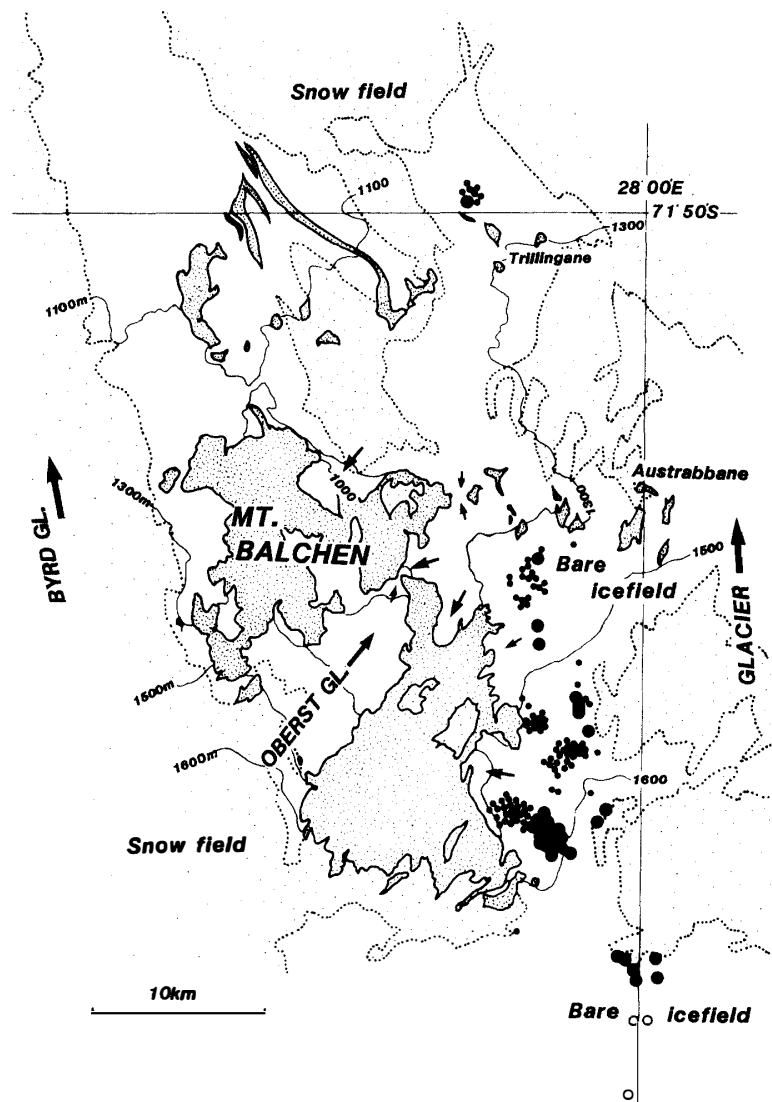 Snow field
1100
28°00'E
71°50'S
1300
Trillingane
1100m
1000
1300
Austrabbane
1300m
MT.
BALCHEN
BYRD GL.
Bare
icefield
1500
GLACIER
1500m
OBERST GL.
1600m
1600
Snow field
10km
Bare icefield